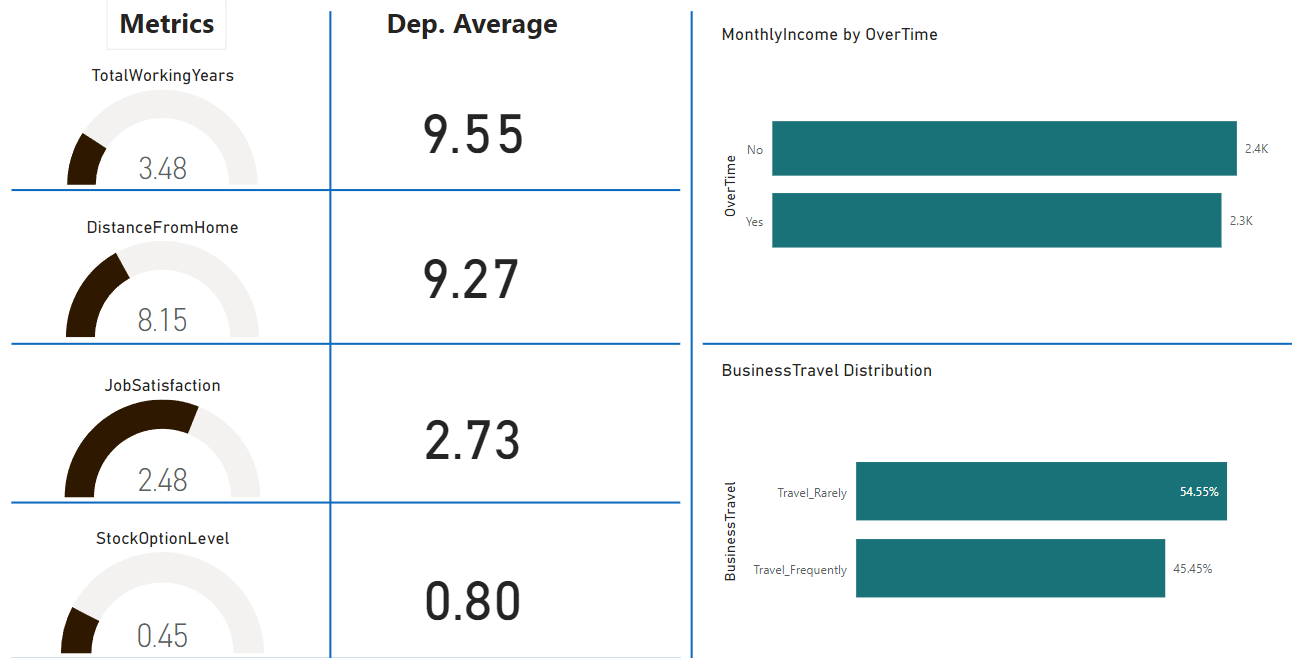 Metrics
Dep. Average
TotalWorkingYears
3.48
9.55
DistanceFromHome
8.15
9.27
JobSatisfaction
2.48
2.73
StockOptionLevel
0.45
0.80
MonthlyIncome by OverTime
OverTime
No
2.4K
Yes
2.3K
BusinessTravel Distribution
BusinessTravel
Travel_Rarely
54.55%
Travel_Frequently
45.45%